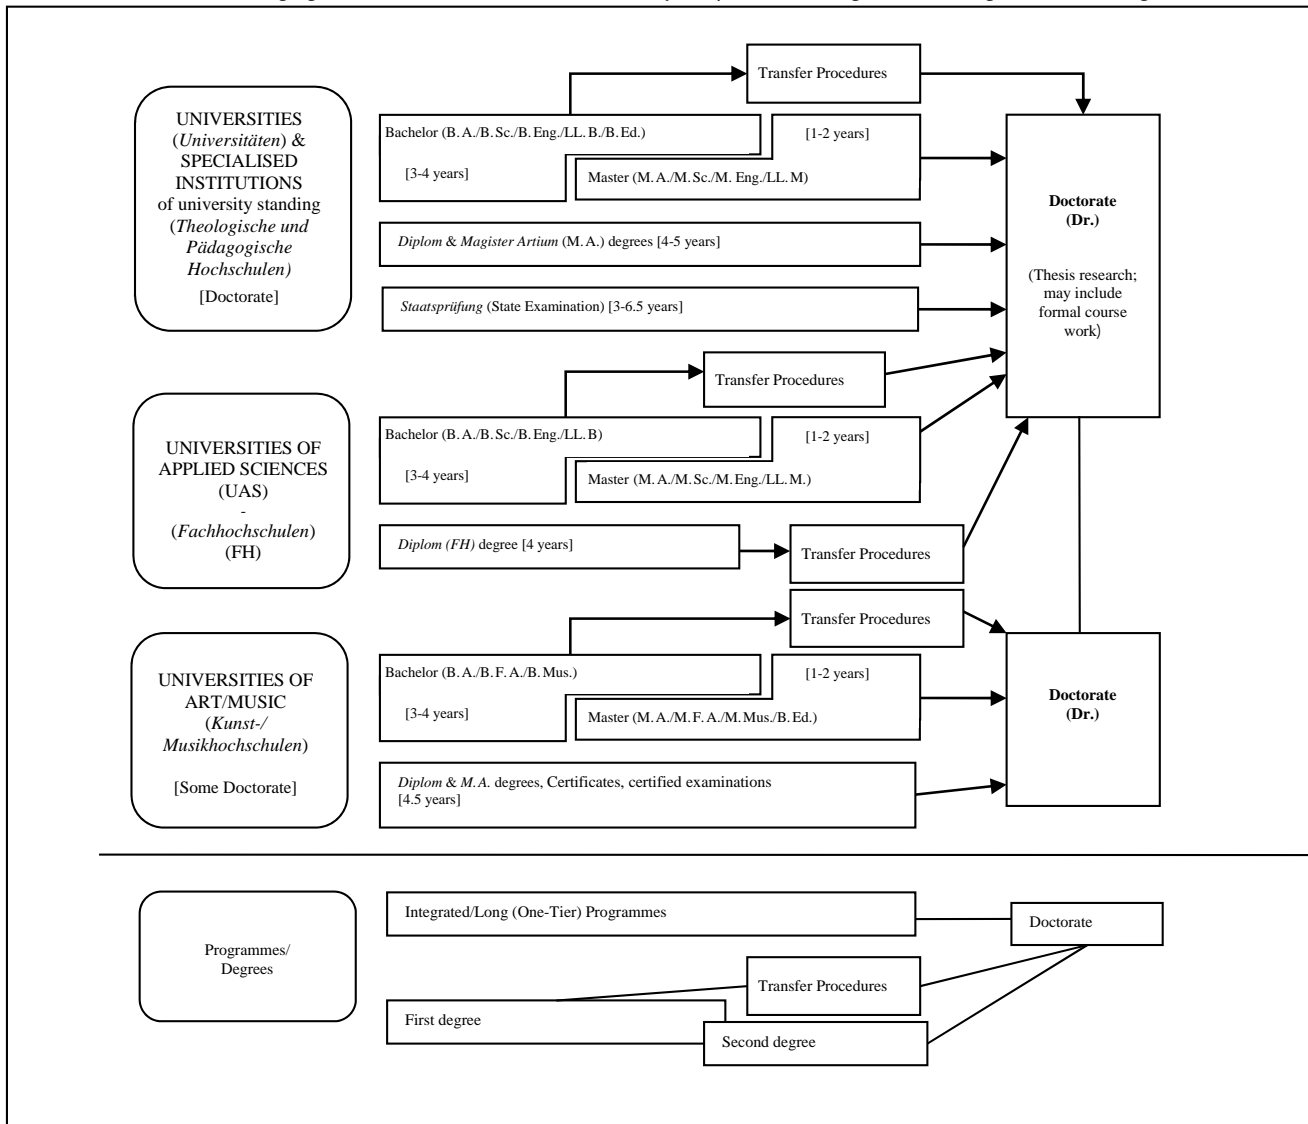 Transfer Procedures
UNIVERSITIES
(Universitäten) &
SPECIALISED
INSTITUTIONS
of university standing
(Theologische und
Pädagogische
Hochschulen)
[Doctorate]
Bachelor (B.A./B.Sc./B.Eng./LL.B./B.Ed.)
[3-4 years]
[1-2 years]
Master (M.A./M.Sc./M. Eng./LL.M)
Diplom & Magister Artium (M.A.) degrees [4-5 years]
Staatsprüfung (State Examination) [3-6.5 years]
Doctorate
(Dr.)
(Thesis research;
may include
formal course
work)
Transfer Procedures
UNIVERSITIES OF
APPLIED SCIENCES
(UAS)
-
(Fachhochschulen)
(FH)
Bachelor (B.A./B.Sc./B.Eng./LL.B)
[3-4 years]
[1-2 years]
Master (M.A./M.Sc./M.Eng./LL.M.)
Diplom (FH) degree [4 years]
Transfer Procedures
Transfer Procedures
UNIVERSITIES OF
ART/MUSIC
(Kunst-/
Musikhochschulen)
[Some Doctorate]
Bachelor (B.A./B.F.A./B.Mus.)
[3-4 years]
[1-2 years]
Master (M.A./M.F.A./M.Mus./B.Ed.)
Diplom & M.A. degrees, Certificates, certified examinations
[4.5 years]
Doctorate
(Dr.)
Programmes/
Degrees
Integrated/Long (One-Tier) Programmes
Doctorate
Transfer Procedures
First degree
Second degree